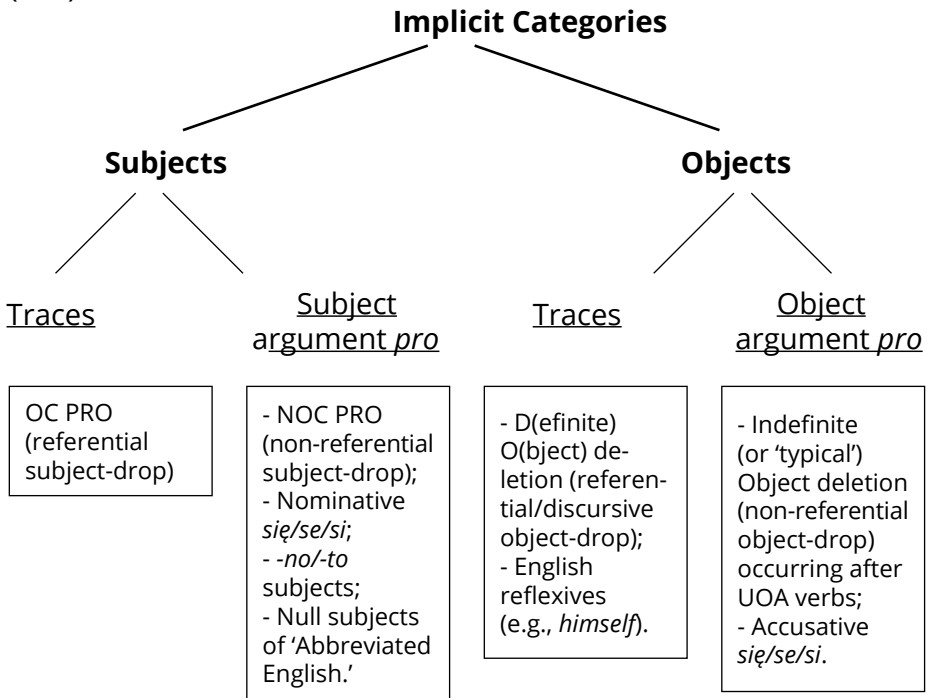 Implicit Categories
Subjects
Objects
Traces
Subject
argument pro
Traces
Object
argument pro
OC PRO
(referential
subject-drop)
- NOC PRO
(non-referential
subject-drop);
- Nominative
się/se/si;
- -no/-to
subjects;
- Null subjects
of ‘Abbreviated
English.’
- D(efinite)
O(bject) de-
letion (referen-
tial/discursive
object-drop);
- English
reflexives
(e.g., himself).
- Indefinite
(or ‘typical’)
Object deletion
(non-referential
object-drop)
occurring after
UOA verbs;
- Accusative
się/se/si.